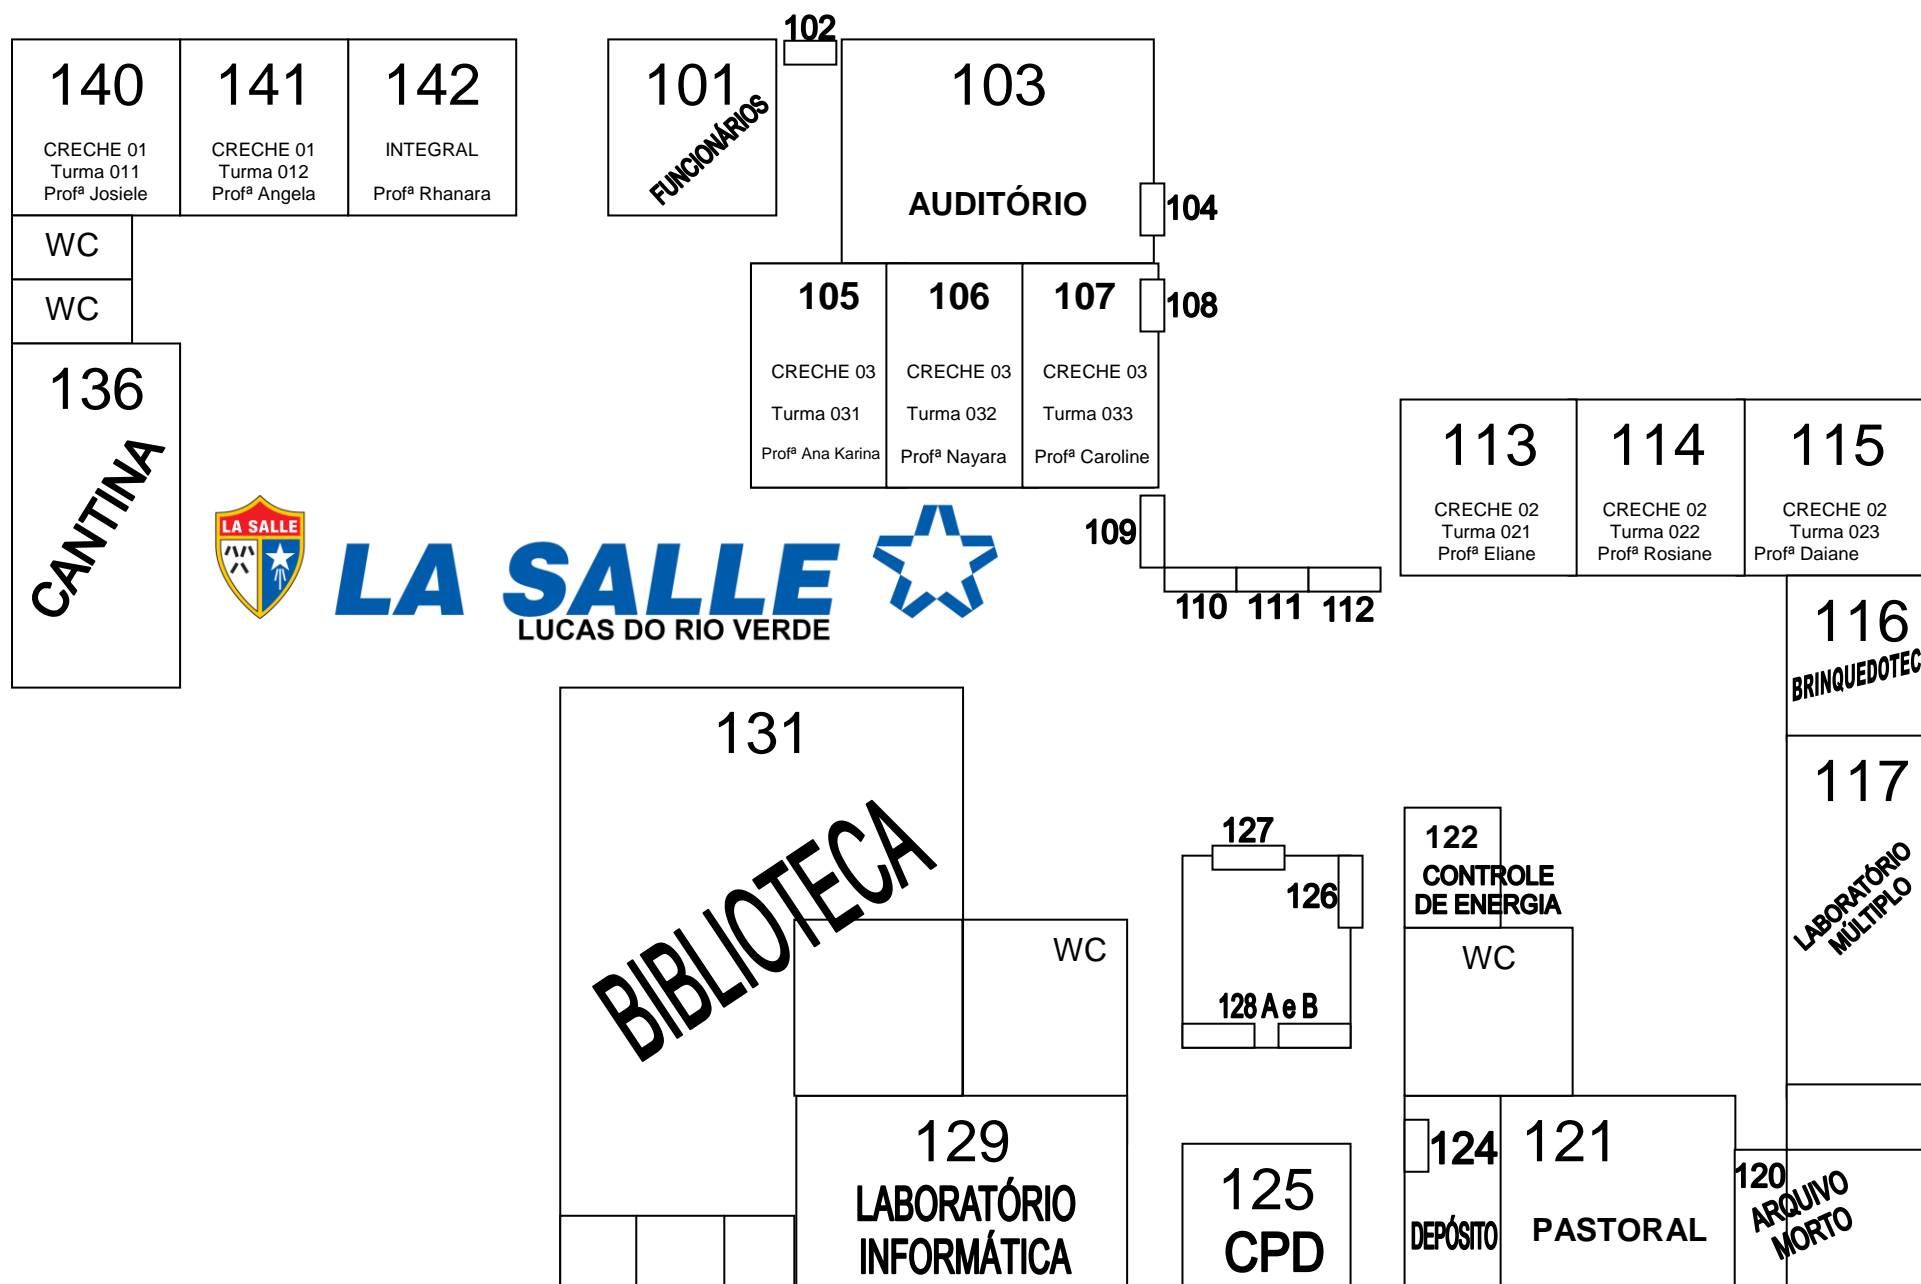 140
CRECHE 01
Turma 011
Profª Josiele
141
CRECHE 01
Turma 012
Profª Angela
142
INTEGRAL
Profª Rhanara
101
FUNCIONÁRIOS
102
103
AUDITÓRIO
104
WC
WC
105
CRECHE 03
Turma 031
Profª Ana Karina
106
CRECHE 03
Turma 032
Profª Nayara
107
CRECHE 03
Turma 033
Profª Caroline
108
136
CANTINA
LA SALLE
LA SALLE
LUCAS DO RIO VERDE
109
110
111
112
113
CRECHE 02
Turma 021
Profª Eliane
114
CRECHE 02
Turma 022
Profª Rosiane
115
CRECHE 02
Turma 023
Profª Daiane
116
BRINQUEDOTEC
117
LABORATÓRIO
MÚLTIPLO
131
BIBLIOTECA
WC
127
126
128 A e B
122
CONTROLE
DE ENERGIA
WC
129
LABORATÓRIO
INFORMÁTICA
125
CPD
124
DEPÓSITO
121
PASTORAL
120
ARQUIVO
MORTO